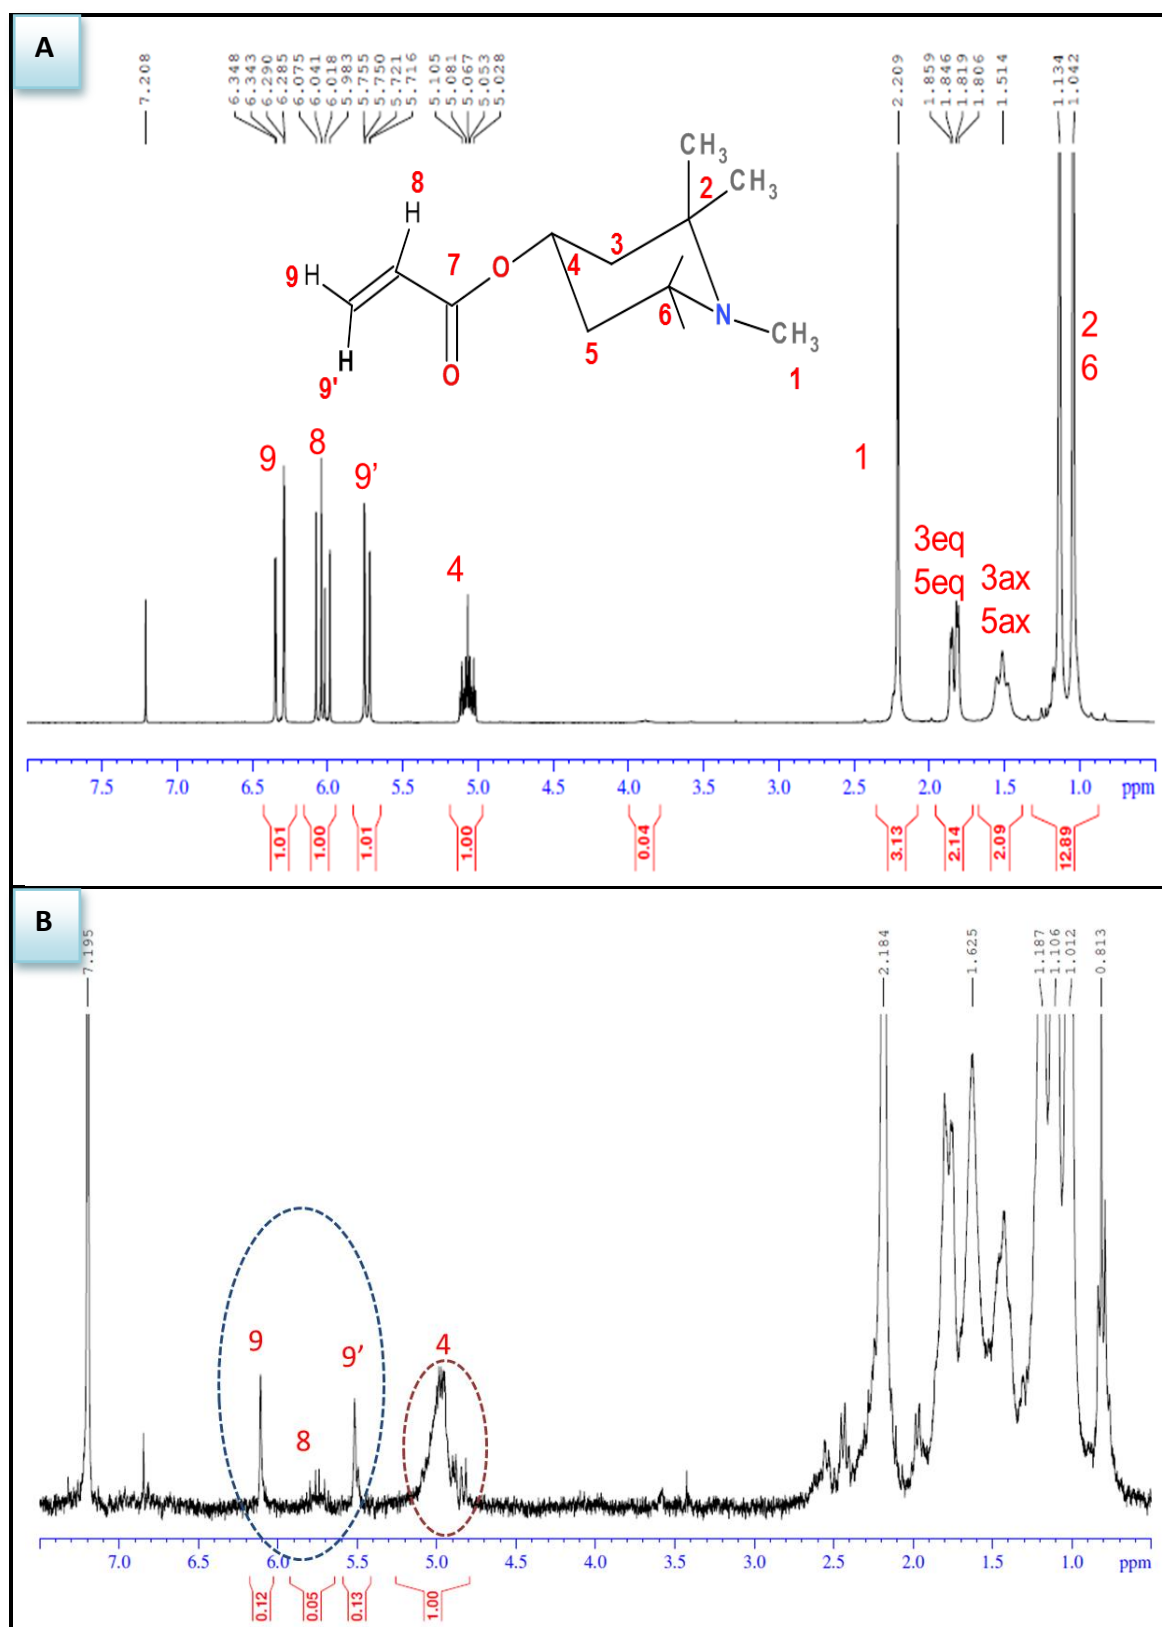 A
7.208
6.348
6.343
6.290
6.285
6.075
6.041
6.018
5.983
5.755
5.750
5.721
5.716
5.105
5.081
5.067
5.053
5.028
2.209
1.859
1.846
1.819
1.806
1.514
1.134
1.042
CH3
8
2
CH3
H
3
9 H
7
O
4
6
N
CH3
H
5
9'
O
1
2
6
9
8
9’
1
4
3eq
5eq
3ax
5ax
7.5 7.0 6.5 6.0 5.5 5.0 4.5 4.0 3.5 3.0 2.5 2.0 1.5 1.0 ppm
1.01 1.00 1.01 1.00 0.04 3.13 2.14 2.09 12.89
B
7.195
2.184
1.625
1.187
1.106
1.012
0.813
9
9’
4
8
7.0 6.5 6.0 5.5 5.0 4.5 4.0 3.5 3.0 2.5 2.0 1.5 1.0 ppm
0.12 0.05 0.13 1.00